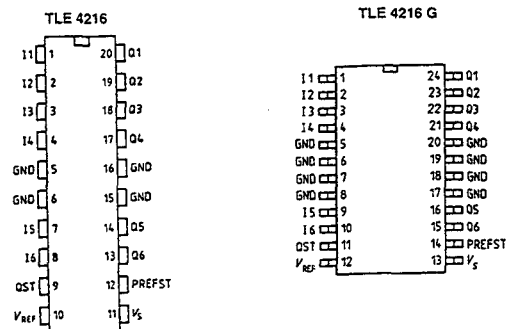 TLE 4216
I1 1 20 Q1
I2 2 19 Q2
I3 3 18 Q3
I4 4 17 Q4
GND 5 16 GND
GND 6 15 GND
I5 7 14 Q5
I6 8 13 Q6
QST 9 12 PREFST
VREF 10 11 VS
TLE 4216 G
I1 1 24 Q1
I2 2 23 Q2
I3 3 22 Q3
I4 4 21 Q4
GND 5 20 GND
GND 6 19 GND
GND 7 18 GND
GND 8 17 GND
I5 9 16 Q5
I6 10 15 Q6
QST 11 14 PREFST
VREF 12 13 VS